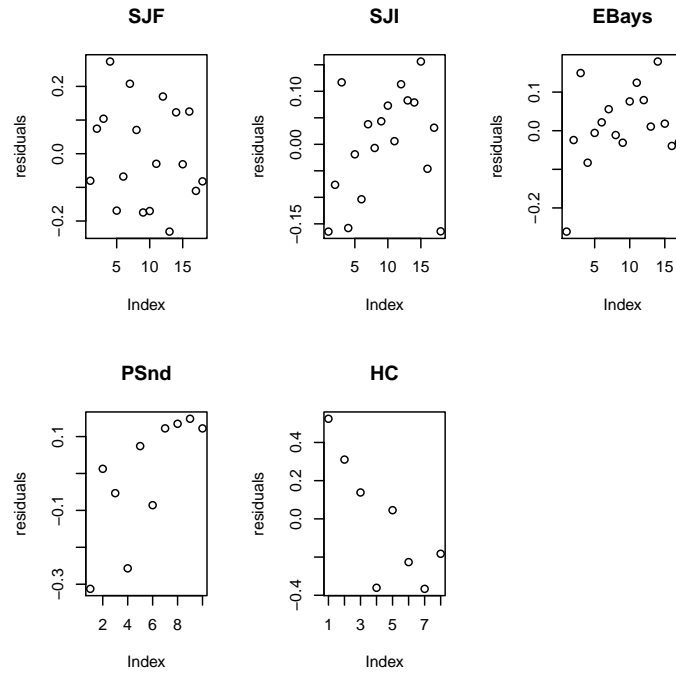 SJF
residuals
0.2
0.0
−0.2
5 10 15
Index
SJI
residuals
0.10
0.00
−0.15
5 10 15
Index
EBays
residuals
0.1
0.0
−0.2
5 10 15
Index
PSnd
residuals
0.1
−0.1
−0.3
2 4 6 8
Index
HC
residuals
0.4
0.2
0.0
−0.4
1 3 5 7
Index